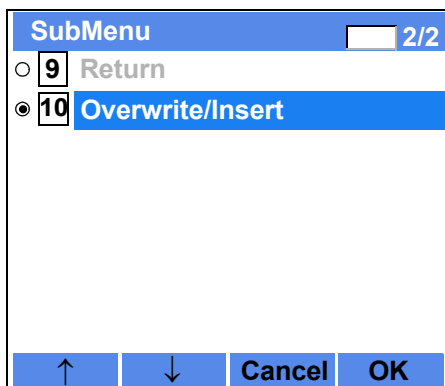 SubMenu 2/2
9 Return
10 Overwrite/Insert
↑ ↓ Cancel OK